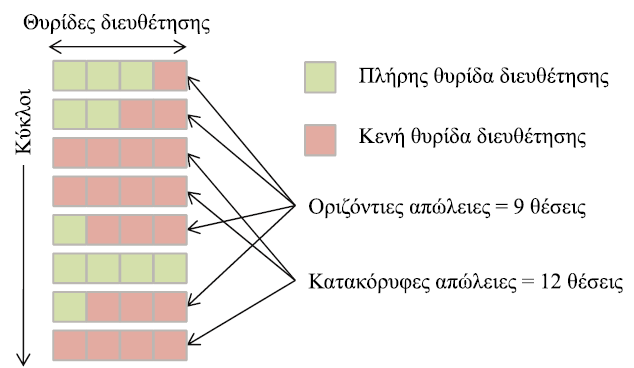 Θυρίδες διευθέτησης
Κύκλοι
Πλήρης θυρίδα διευθέτησης
Κενή θυρίδα διευθέτησης
Οριζόντιες απώλειες = 9 θέσεις
Κατακόρυφες απώλειες = 12 θέσεις